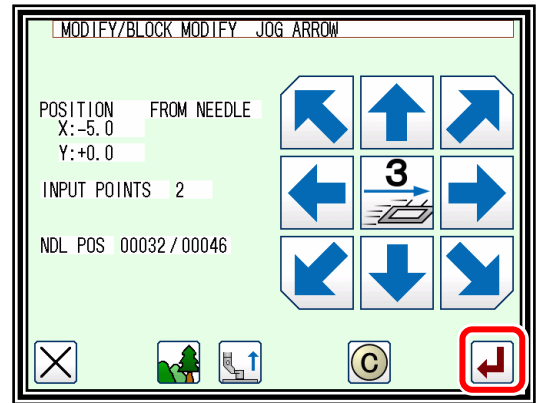 MODIFY/BLOCK MODIFY JOG ARROW
POSITION FROM NEEDLE
X:-5.0
Y:+0.0
3
INPUT POINTS 2
NDL POS 00032/00046
C